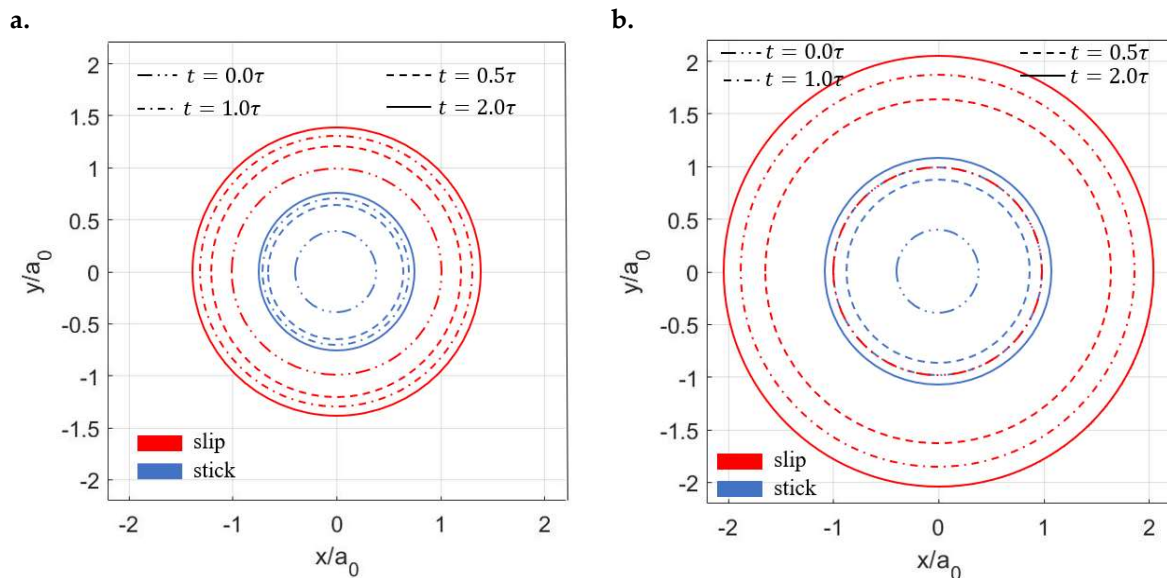 a.
t = 0.0τ
t = 0.5τ
t = 1.0τ
t = 2.0τ
2
1.5
1
0.5
0
-0.5
-1
-1.5
-2
y/a0
slip
stick
-2
-1
0
1
2
x/a0
b.
t = 0.0τ
t = 0.5τ
t = 1.0τ
t = 2.0τ
2
1.5
1
0.5
0
-0.5
-1
-1.5
-2
y/a0
slip
stick
-2
-1
0
1
2
x/a0